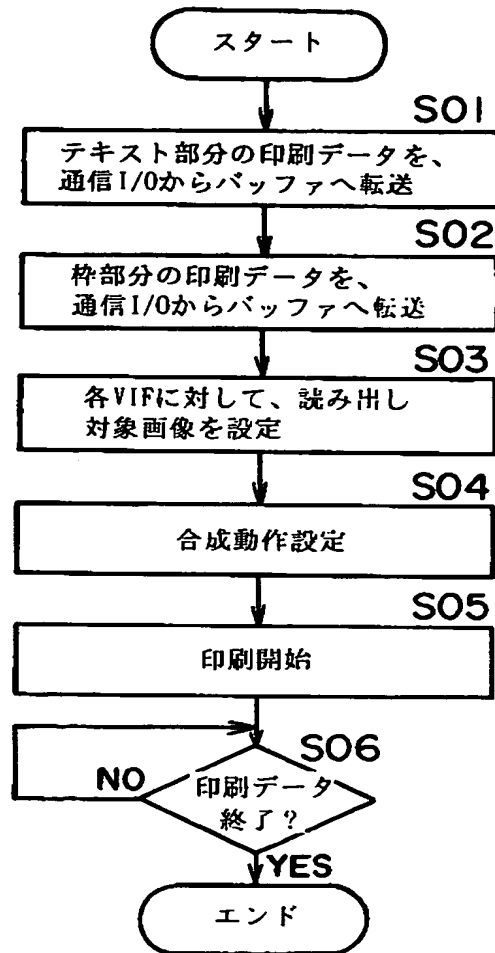 スタート
S01
テキスト部分の印刷データを、
通信I/Oからバッファへ転送
S02
枠部分の印刷データを、
通信I/Oからバッファへ転送
S03
各VIFに対して、読み出し
対象画像を設定
S04
合成動作設定
S05
印刷開始
S06
NO
印刷データ
終了?
YES
エンド